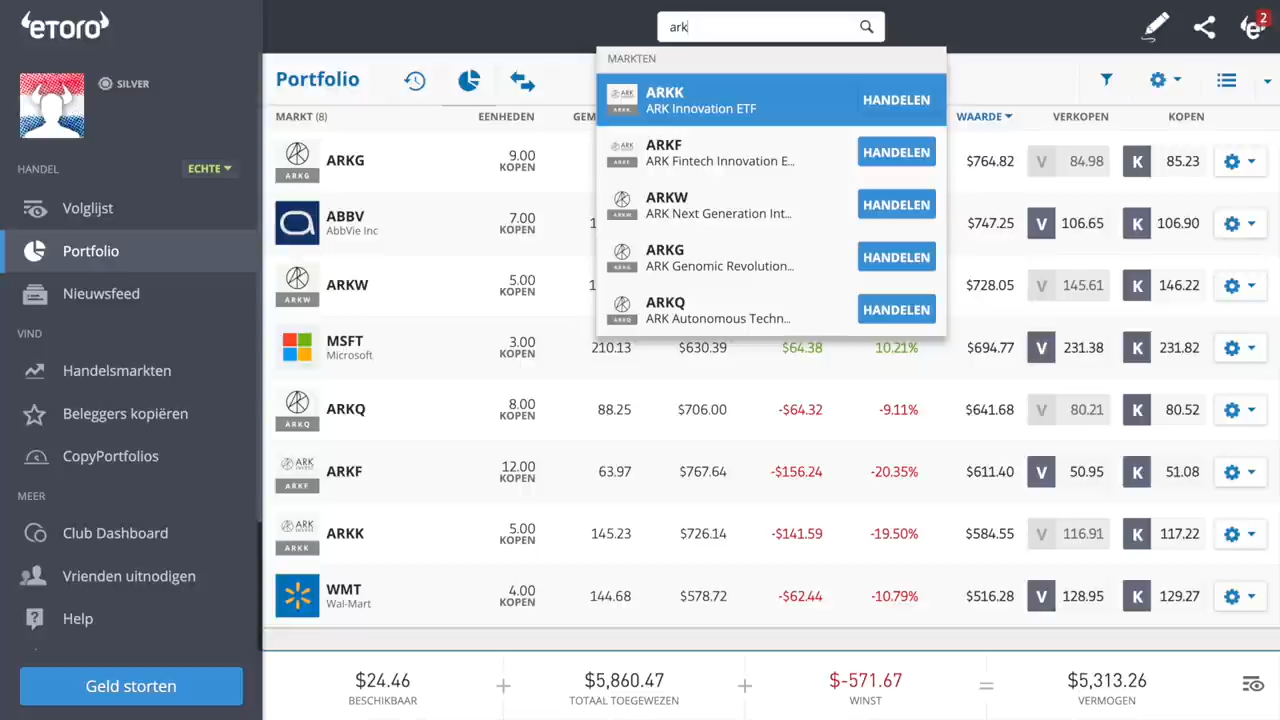 eToro
ark
2
SILVER
HANDEL
ECHTE
Volglijst
Portfolio
Nieuwsfeed
VIND
Handelsmarkten
Beleggers kopiëren
CopyPortfolios
MEER
Club Dashboard
Vrienden uitnodigen
Help
Geld storten
Portfolio
MARKT (8) EENHEDEN GEM WAARDE VERKOPEN KOPEN
MARKTEN
ARKK
ARK Innovation ETF
HANDELEN
ARKF
ARK Fintech Innovation E...
HANDELEN
ARKW
ARK Next Generation Int...
HANDELEN
ARKG
ARK Genomic Revolution...
HANDELEN
ARKQ
ARK Autonomous Techn...
HANDELEN
ARKG
ARKG 9.00 KOPEN $764.82 V 84.98 K 85.23
ABBV
AbbVie Inc
7.00 KOPEN 1 $747.25 V 106.65 K 106.90
ARKW
ARKW 5.00 KOPEN 1 $728.05 V 145.61 K 146.22
MSFT
Microsoft
3.00 KOPEN 210.13 $630.39 $64.38 10.21% $694.77 V 231.38 K 231.82
ARKQ
ARKQ 8.00 KOPEN 88.25 $706.00 -$64.32 -9.11% $641.68 V 80.21 K 80.52
ARKF
ARKF 12.00 KOPEN 63.97 $767.64 -$156.24 -20.35% $611.40 V 50.95 K 51.08
ARKK
ARKK 5.00 KOPEN 145.23 $726.14 -$141.59 -19.50% $584.55 V 116.91 K 117.22
WMT
Wal-Mart
4.00 KOPEN 144.68 $578.72 -$62.44 -10.79% $516.28 V 128.95 K 129.27
$24.46 + $5,860.47 + $-571.67 = $5,313.26
BESCHIKBAAR TOTAAL TOEGEWEZEN WINST VERMOGEN